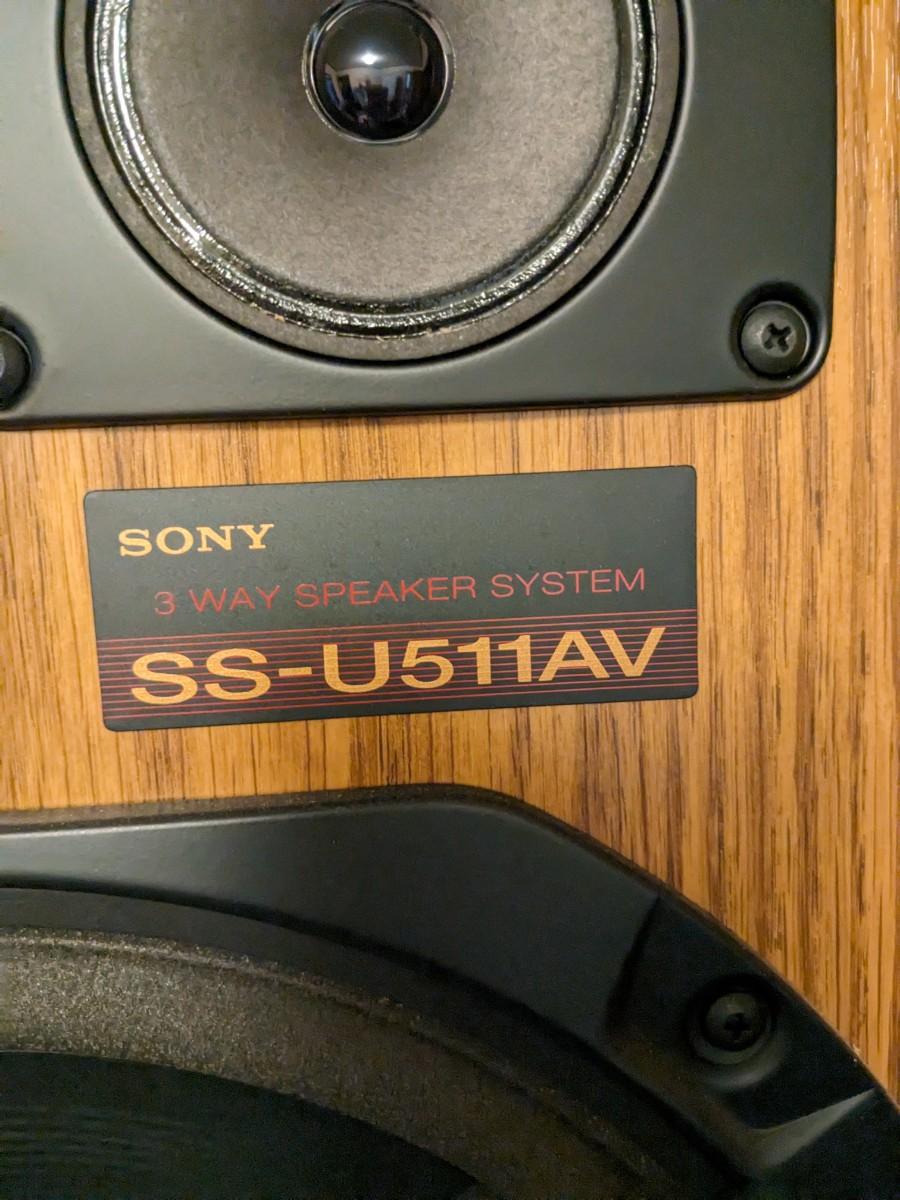 SONY
3 WAY SPEAKER SYSTEM
SS-U511AV